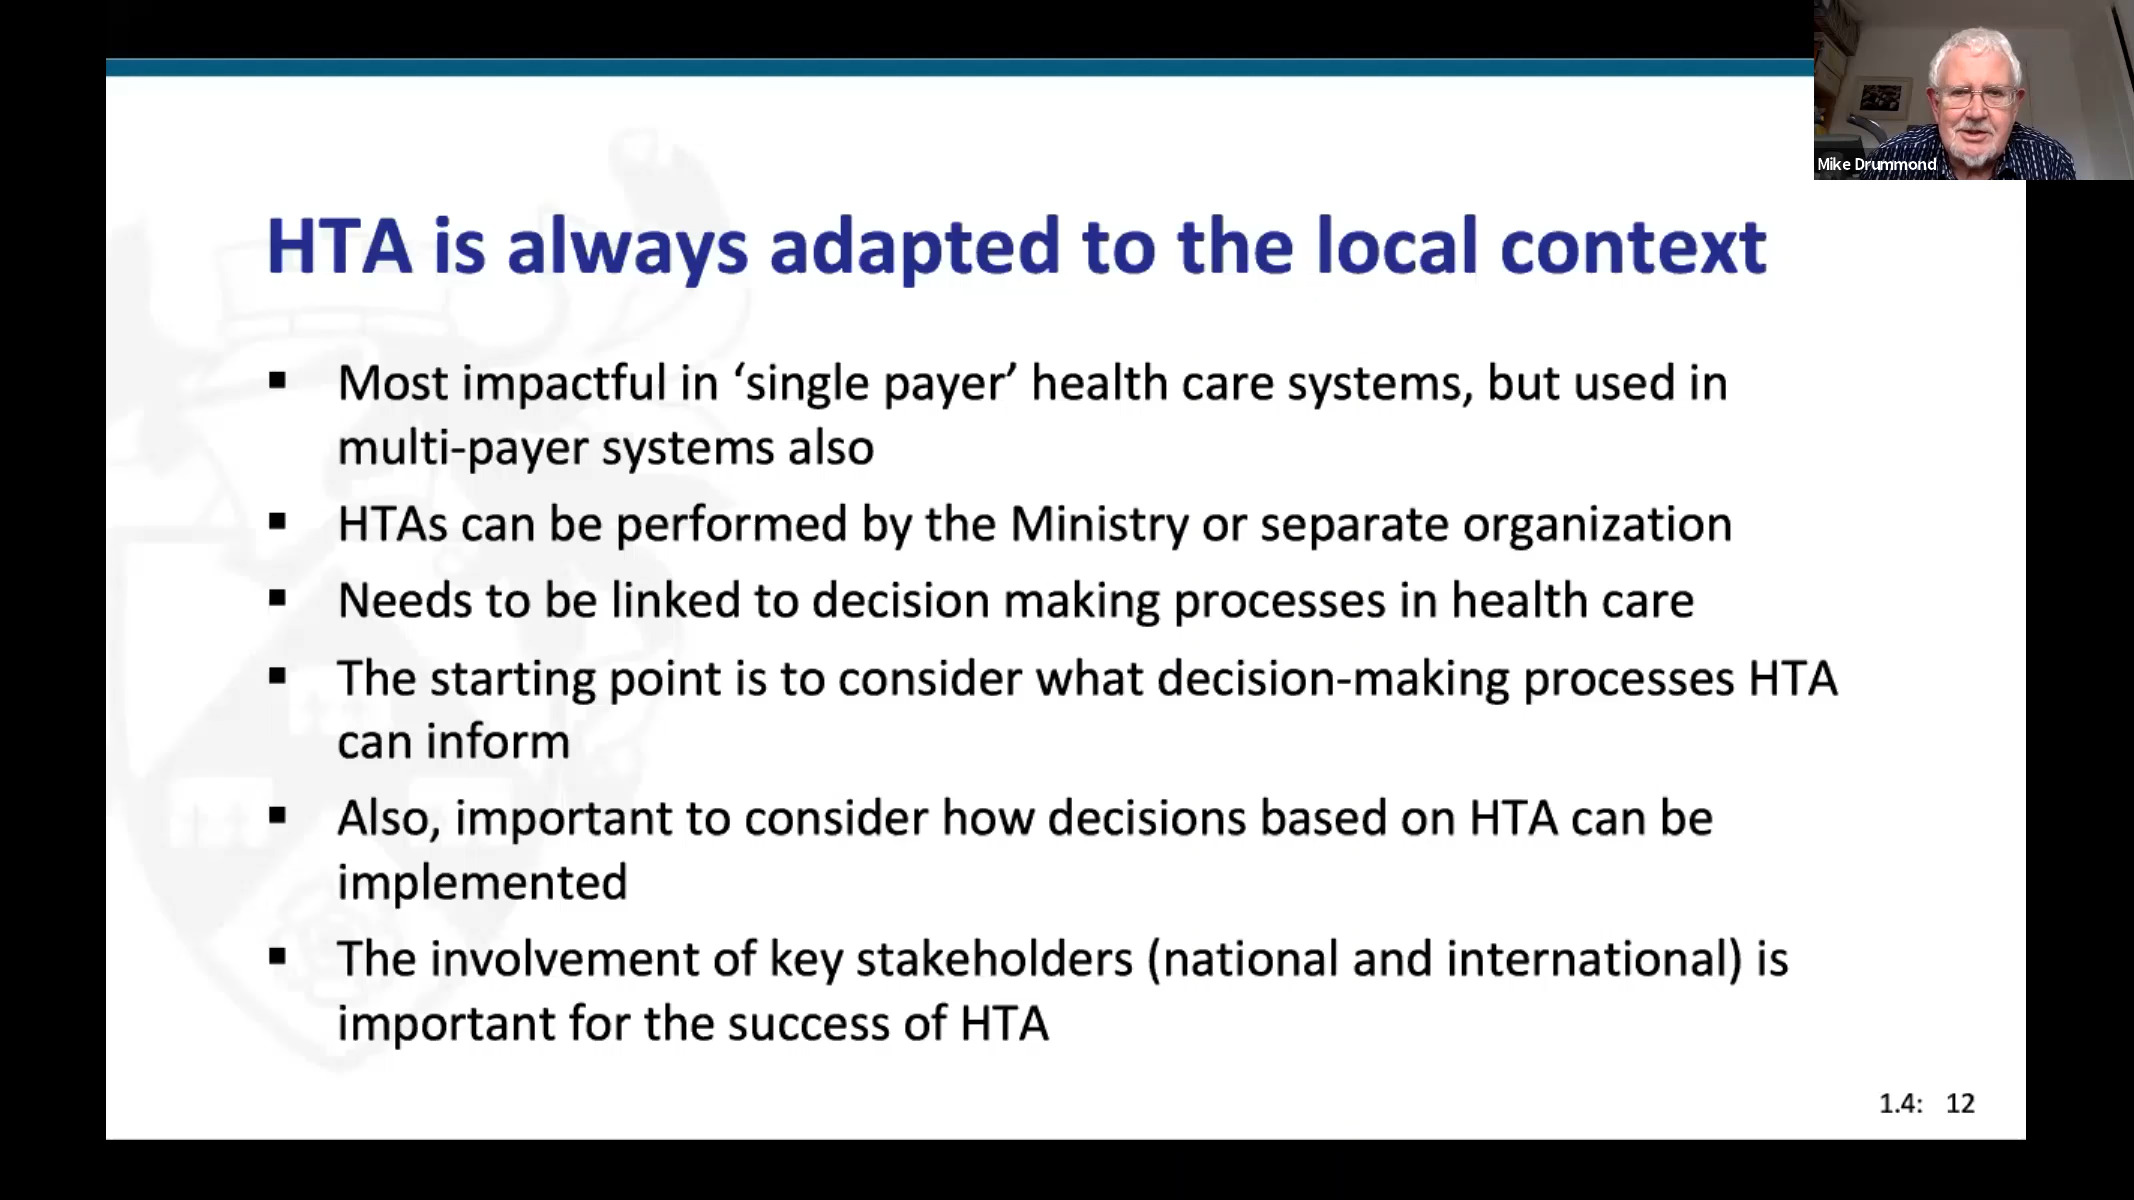 Mike Drummond
HTA is always adapted to the local context
▪ Most impactful in ‘single payer’ health care systems, but used in
multi-payer systems also
▪ HTAs can be performed by the Ministry or separate organization
▪ Needs to be linked to decision making processes in health care
▪ The starting point is to consider what decision-making processes HTA
can inform
▪ Also, important to consider how decisions based on HTA can be
implemented
▪ The involvement of key stakeholders (national and international) is
important for the success of HTA
1.4: 12